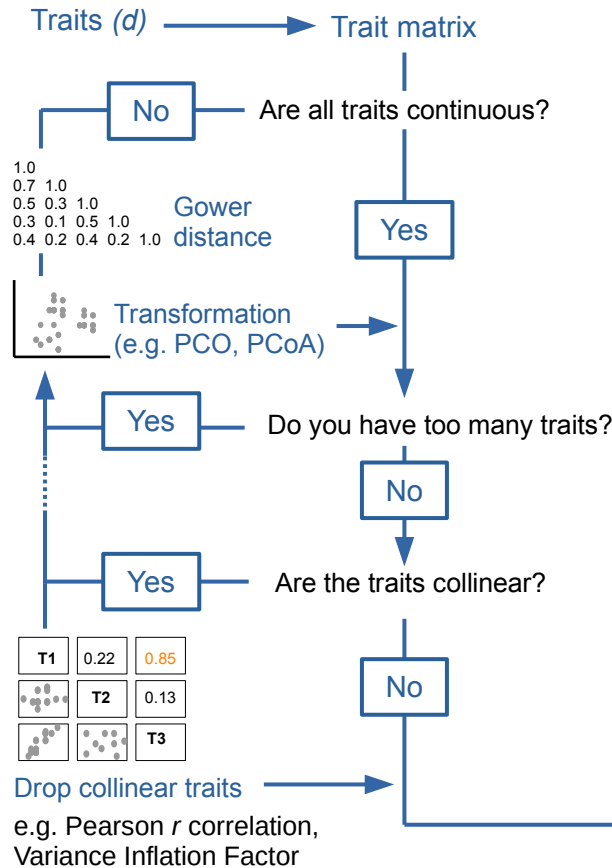 Traits (d)
Trait matrix
No
Are all traits continuous?
1.0
0.7 1.0
0.5 0.3 1.0
0.3 0.1 0.5 1.0
0.4 0.2 0.4 0.2 1.0
Gower
distance
Yes
Transformation
(e.g. PCO, PCoA)
Yes
Do you have too many traits?
No
Yes
Are the traits collinear?
T1 0.22 0.85
T2 0.13
T3
No
Drop collinear traits
e.g. Pearson r correlation,
Variance Inflation Factor